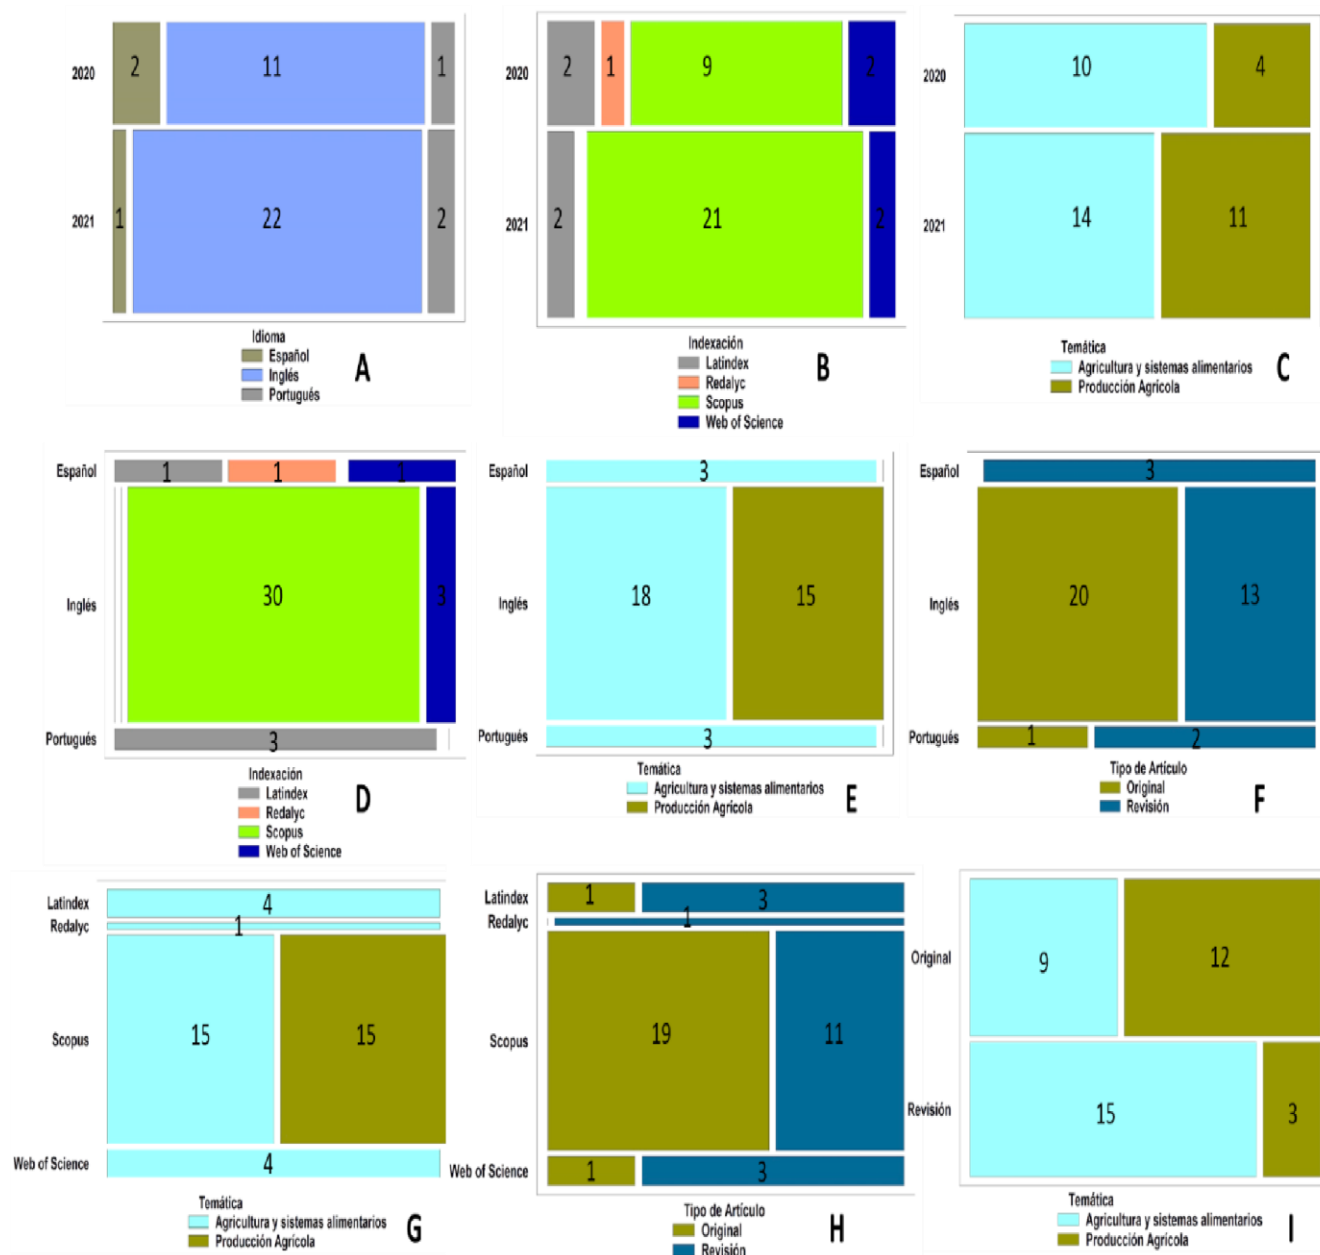 2020
2
11
1
2021
1
22
2
Idioma
Español
Inglés
Portugués
A
2020
2
1
9
2
2021
2
21
2
Indexación
Latindex
Redalyc
Scopus
Web of Science
B
2020
10
4
2021
14
11
Temática
Agricultura y sistemas alimentarios
Producción Agrícola
C
Español
1
1
1
Inglés
30
3
Portugués
3
Indexación
Latindex
Redalyc
Scopus
Web of Science
D
Español
3
Inglés
18
15
Portugués
3
Temática
Agricultura y sistemas alimentarios
Producción Agrícola
E
Español
3
Inglés
20
13
Portugués
1
2
Tipo de Artículo
Original
Revisión
F
Latindex
4
Redalyc
1
Scopus
15
15
Web of Science
4
Temática
Agricultura y sistemas alimentarios
Producción Agrícola
G
Latindex
1
3
Redalyc
1
Scopus
19
11
Web of Science
1
3
Tipo de Artículo
Original
Revisión
H
Original
9
12
Revisión
15
3
Temática
Agricultura y sistemas alimentarios
Producción Agrícola
I